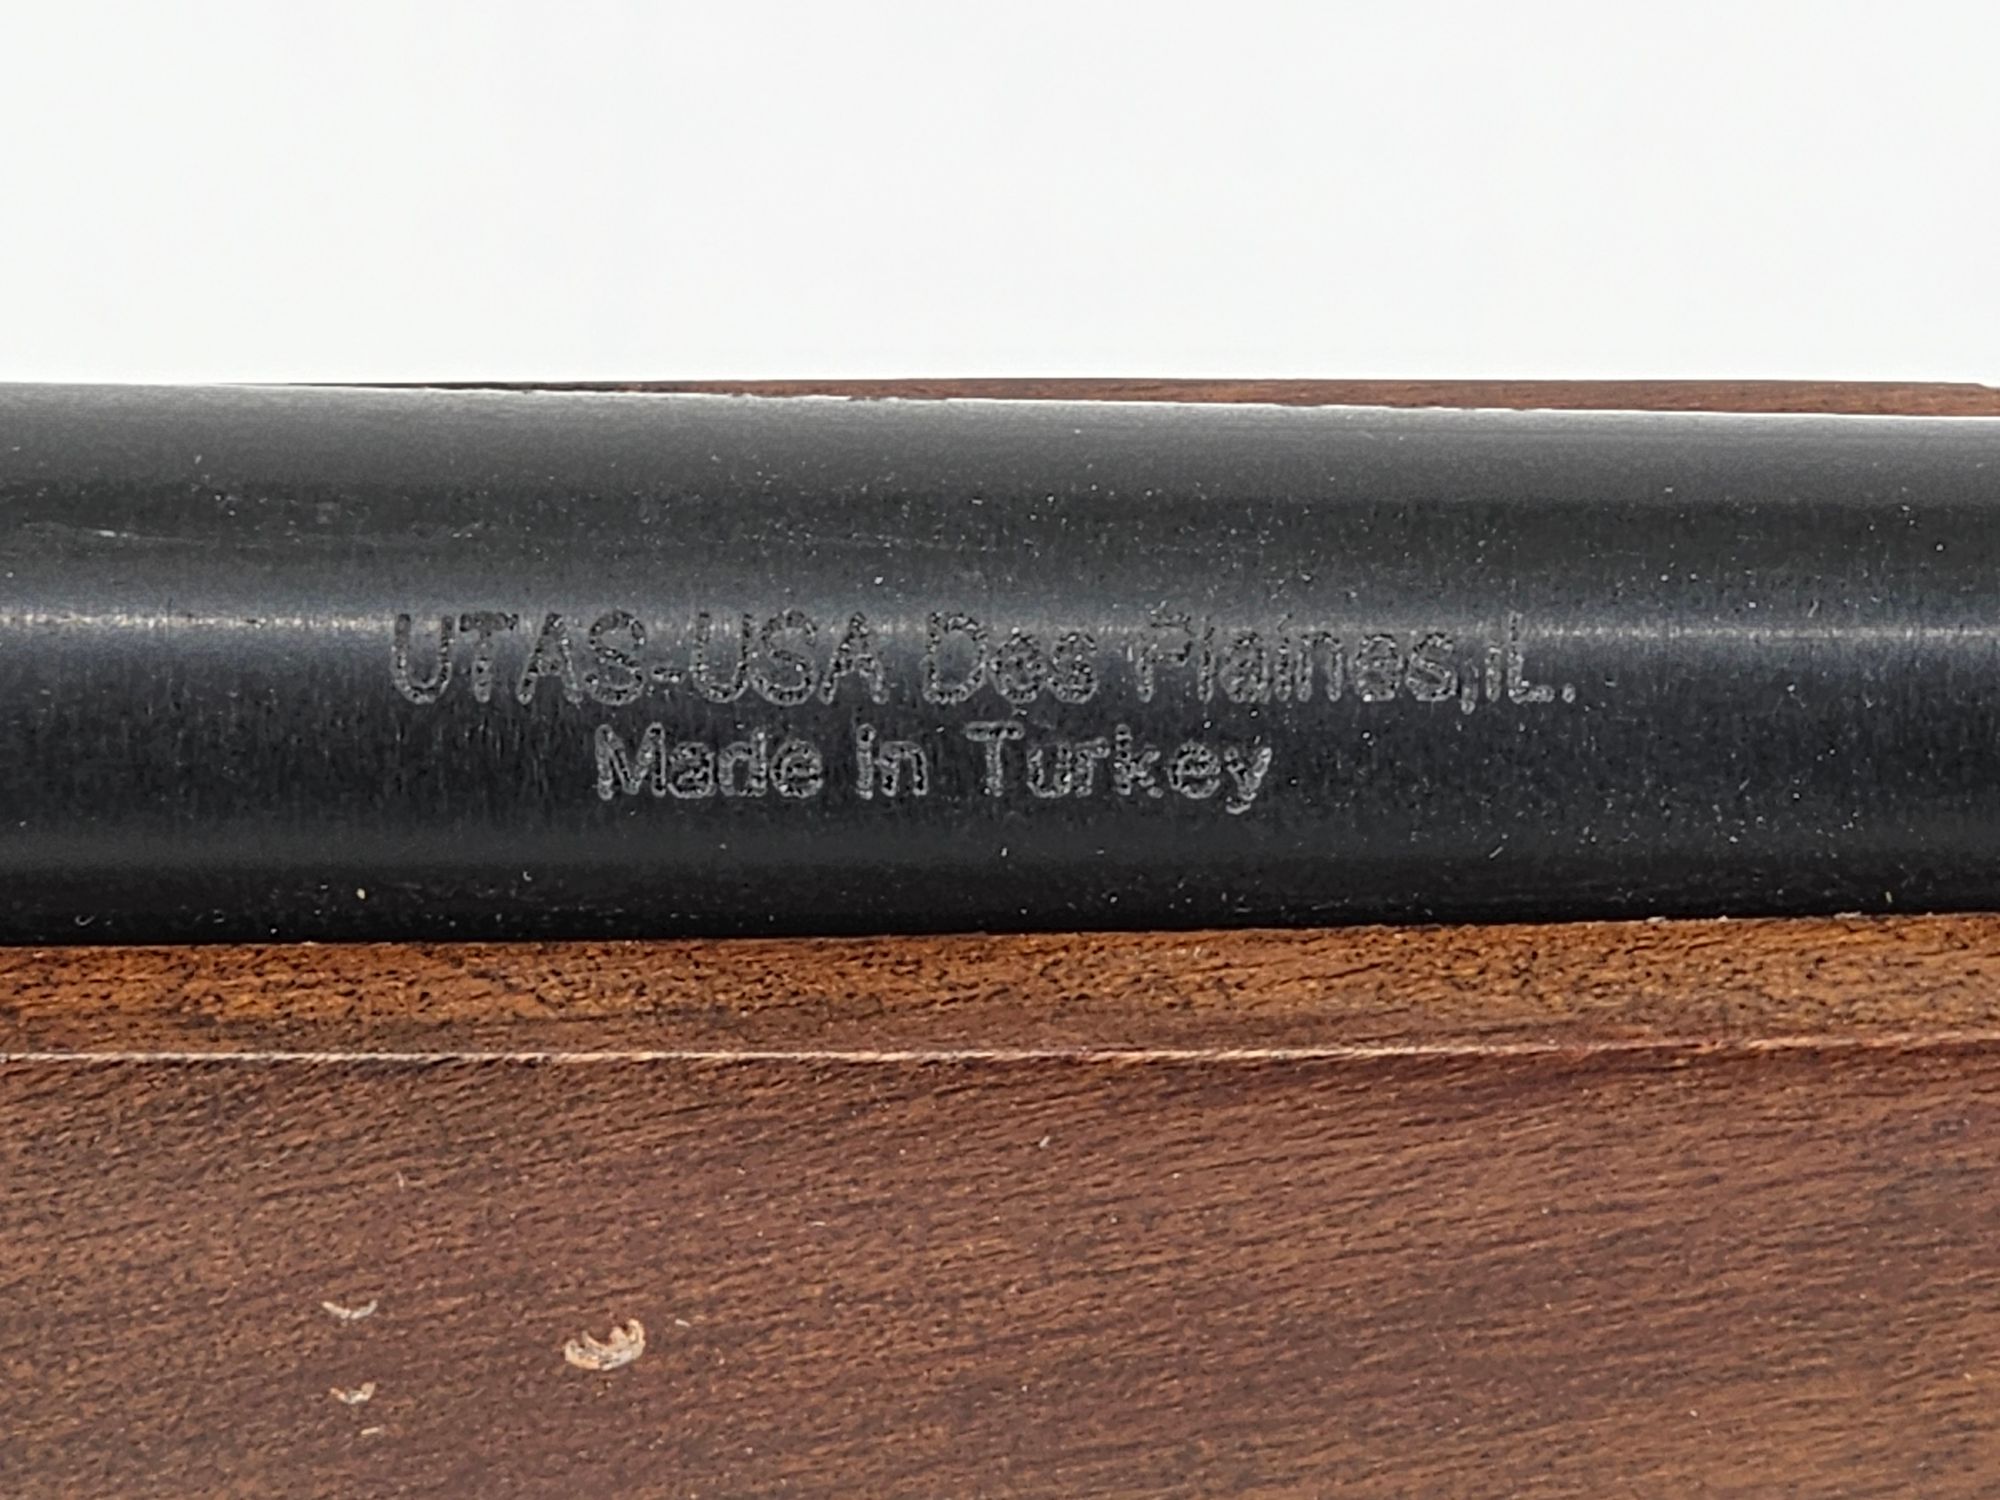 UTAS-USA Des Plaines,iL.
Made in Turkey